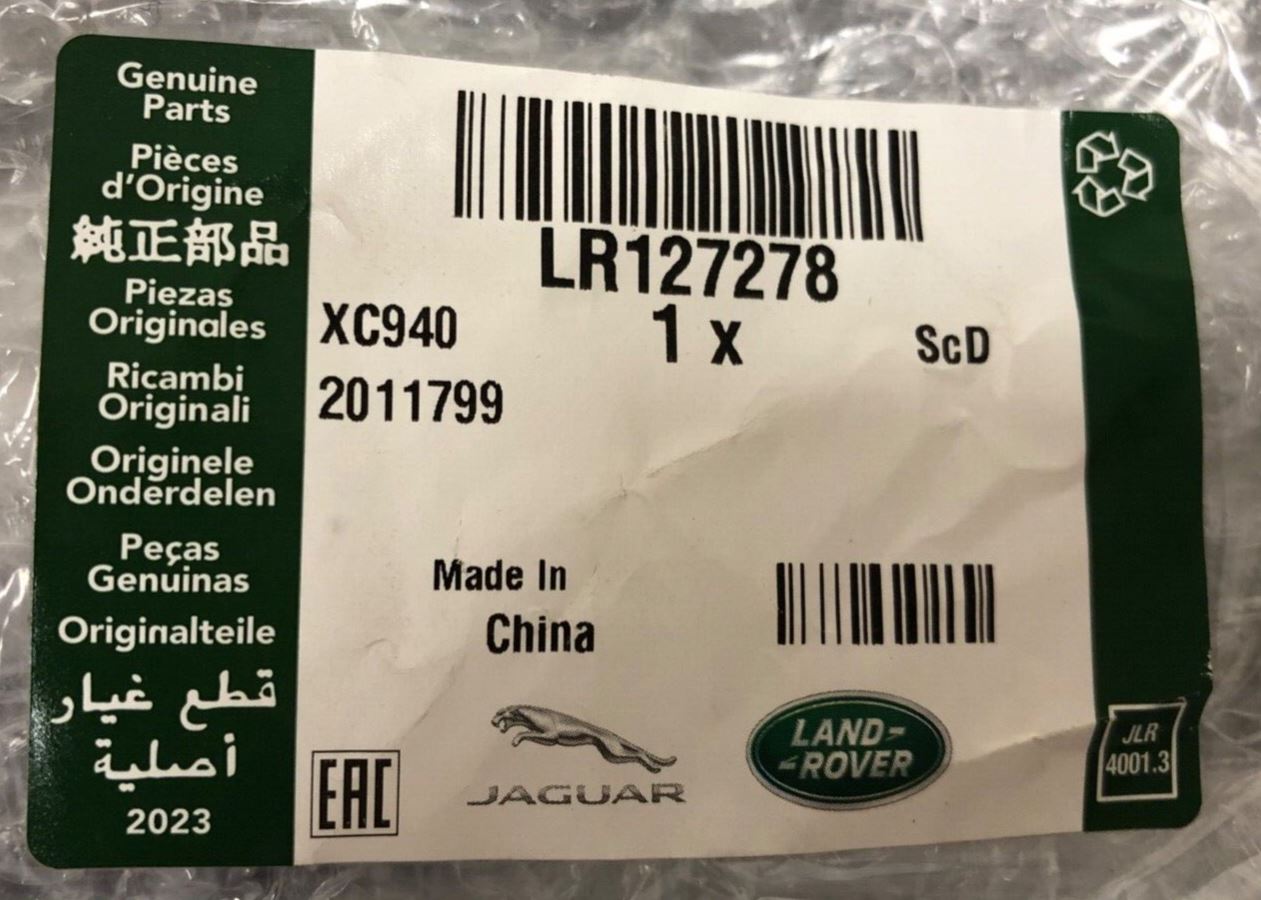 Genuine
Parts
Pièces
d'Origine
純正部品
Piezas
Originales
Ricambi
Originali
Originele
Onderdelen
Peças
Genuinas
Originalteile
قطع غيار
أصلية
2023
LR127278
XC940
1 x
ScD
2011799
Made In
China
EAC
JAGUAR
LAND-
-ROVER
JLR
4001.3